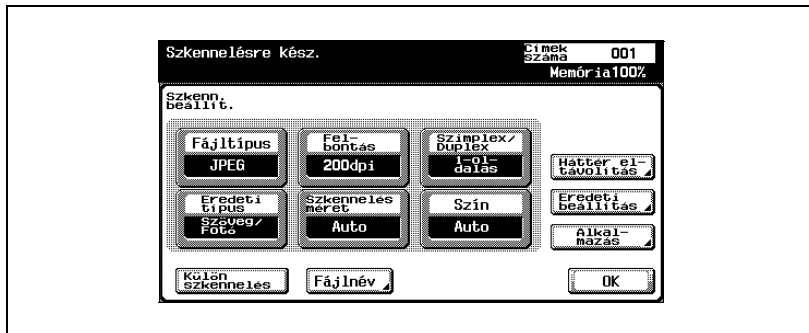 Szkennelésre kész.
Címek
száma
001
Memória100%
Szkenn.
beállít.
Fájltípus
JPEG
Fel-
bontás
200dpi
Szimplex/
Duplex
1-ol-
dalas
Háttér el-
távolítás
Eredeti
típus
Szöveg/
Fotó
Szkennelés
méret
Auto
Szín
Auto
Eredeti
beállítás
Alkal-
mazás
Külön
szkennelés
Fájlnév
OK